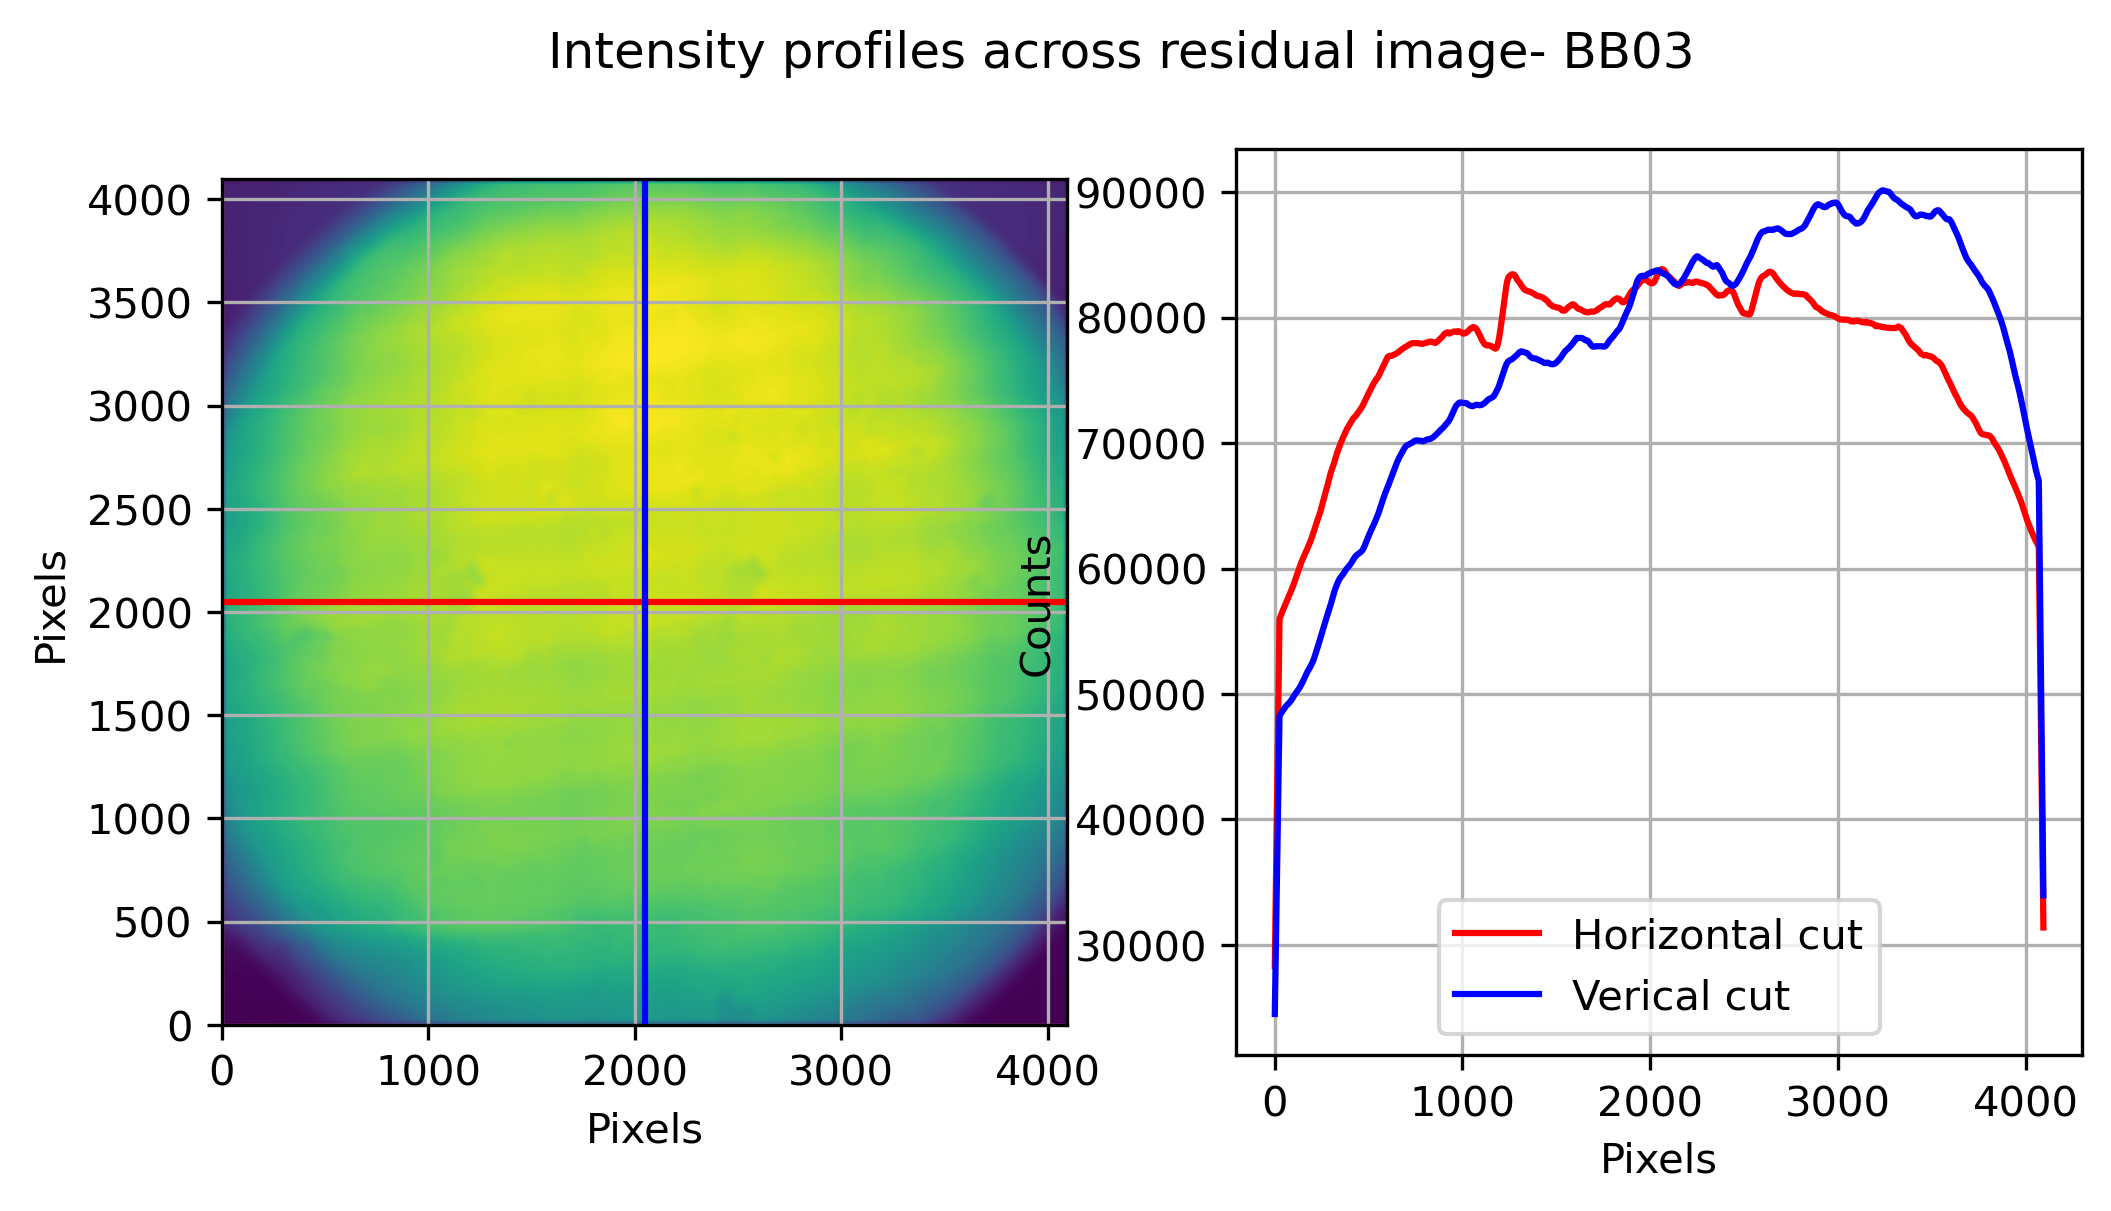 Intensity profiles across residual image- BB03
4000
3500
3000
2500
2000
1500
1000
500
0
Pixels
0 1000 2000 3000 4000
Pixels
90000
80000
70000
60000
50000
40000
30000
Counts
Horizontal cut
Verical cut
0 1000 2000 3000 4000
Pixels